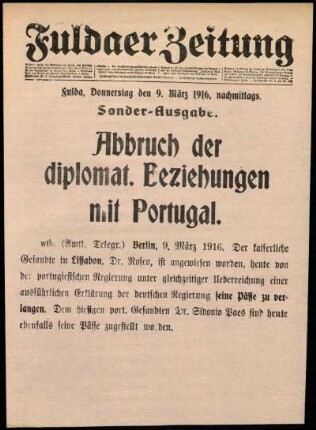 Fuldaer Zeitung
Fulda, Donnerstag den 9. März 1916, nachmittags.
Sonder-Ausgabe.
Abbruch der
diplomat. Beziehungen
mit Portugal.
wtb. (Amtl. Telegr.) Berlin, 9. März 1916. Der kaiserliche
Gesandte in Lissabon, Dr. Rosen, ist angewiesen worden, heute von
der portugiesischen Regierung unter gleichzeitiger Ueberreichung einer
ausführlichen Erklärung der deutschen Regierung seine Pässe zu ver-
langen. Dem hiesigen port. Gesandten Dr. Sidonio Paes sind heute
ebenfalls seine Pässe zugestellt worden.